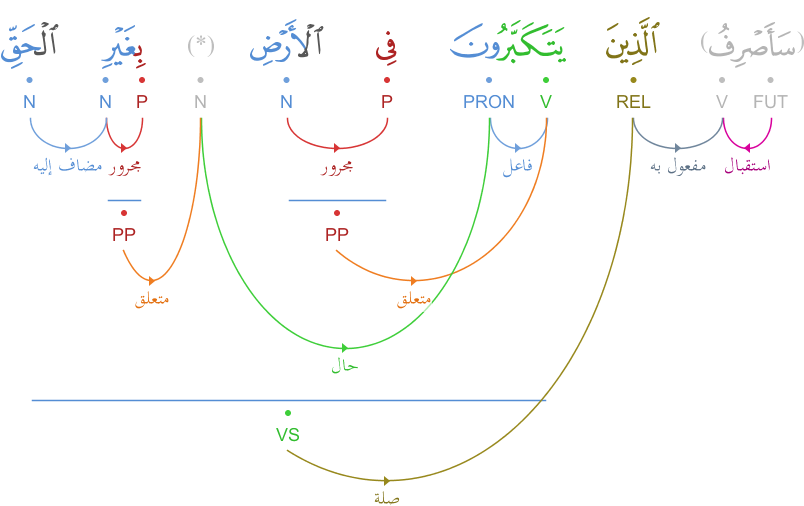 (سَأَصْرِفُ) ٱلَّذِينَ يَتَكَبَّرُونَ فِى ٱلْأَرْضِ (*) بِغَيْرِ ٱلْحَقِّ
FUT V REL V PRON P N N P N N
استقبال مفعول به فاعل مجرور مجرور مضاف إليه
PP PP
متعلق متعلق
حال
VS
صلة